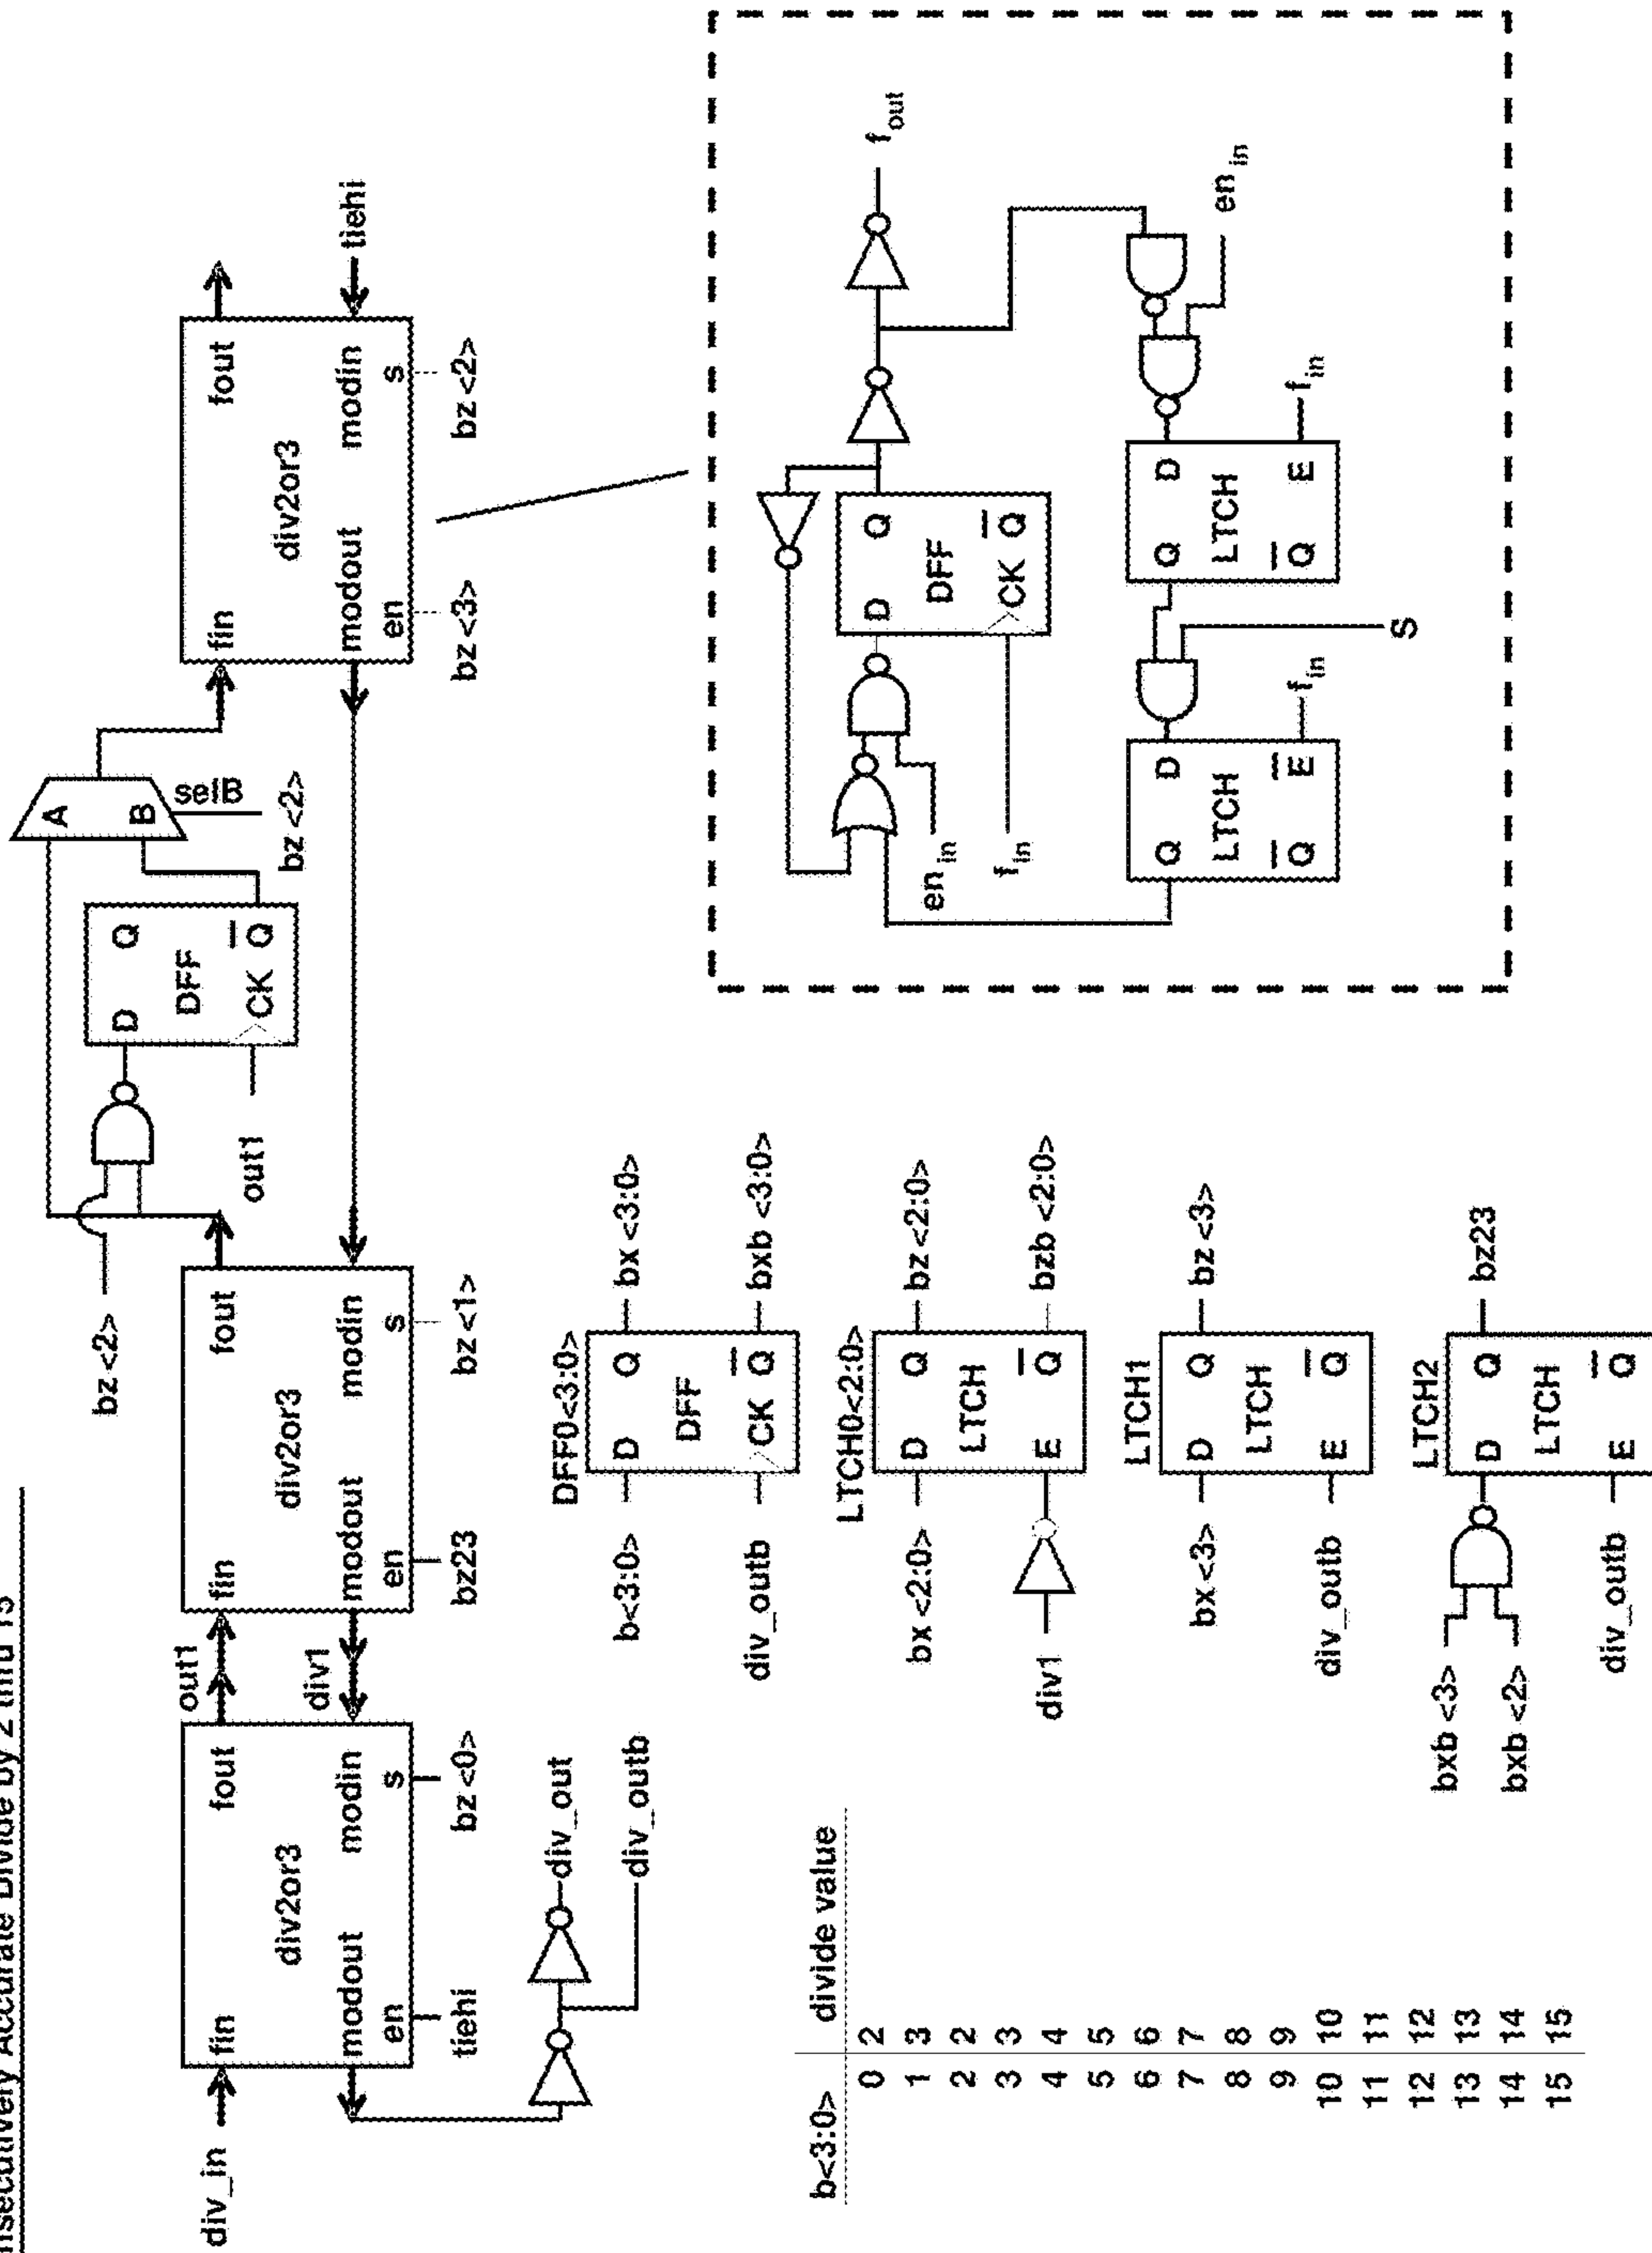 Accurate Divide by 2 thru 15
div_in
fin
fout
div2or3
modout
modin
en
s
tiehi
bz <0>
out1
div1
fin
fout
div2or3
modout
modin
en
s
bz23
bz <1>
bz <2>
out1
D
Q
DFF
CK
Q
A
B
selB
bz <2>
fin
fout
div2or3
modout
modin
en
s
bz <3>
bz <2>
tiehi
div_out
div_outb
b<3:0>
divide value
0 2
1 3
2 2
3 3
4 4
5 5
6 6
7 7
8 8
9 9
10 10
11 11
12 12
13 13
14 14
15 15
DFF0<3:0>
b<3:0>
D
Q
bx <3:0>
DFF
div_outb
CK
Q
bxb <3:0>
LTCH0<2:0>
bx <2:0>
D
Q
bz <2:0>
LTCH
div1
E
Q
bzb <2:0>
LTCH1
bx <3>
D
Q
bz <3>
LTCH
div_outb
E
Q
LTCH2
bxb <3>
bxb <2>
D
Q
bz23
LTCH
div_outb
E
Q
en in
f in
D
Q
DFF
CK
Q
f out
Q
D
LTCH
Q
E
f in
S
Q
D
LTCH
Q
E
f in
en in